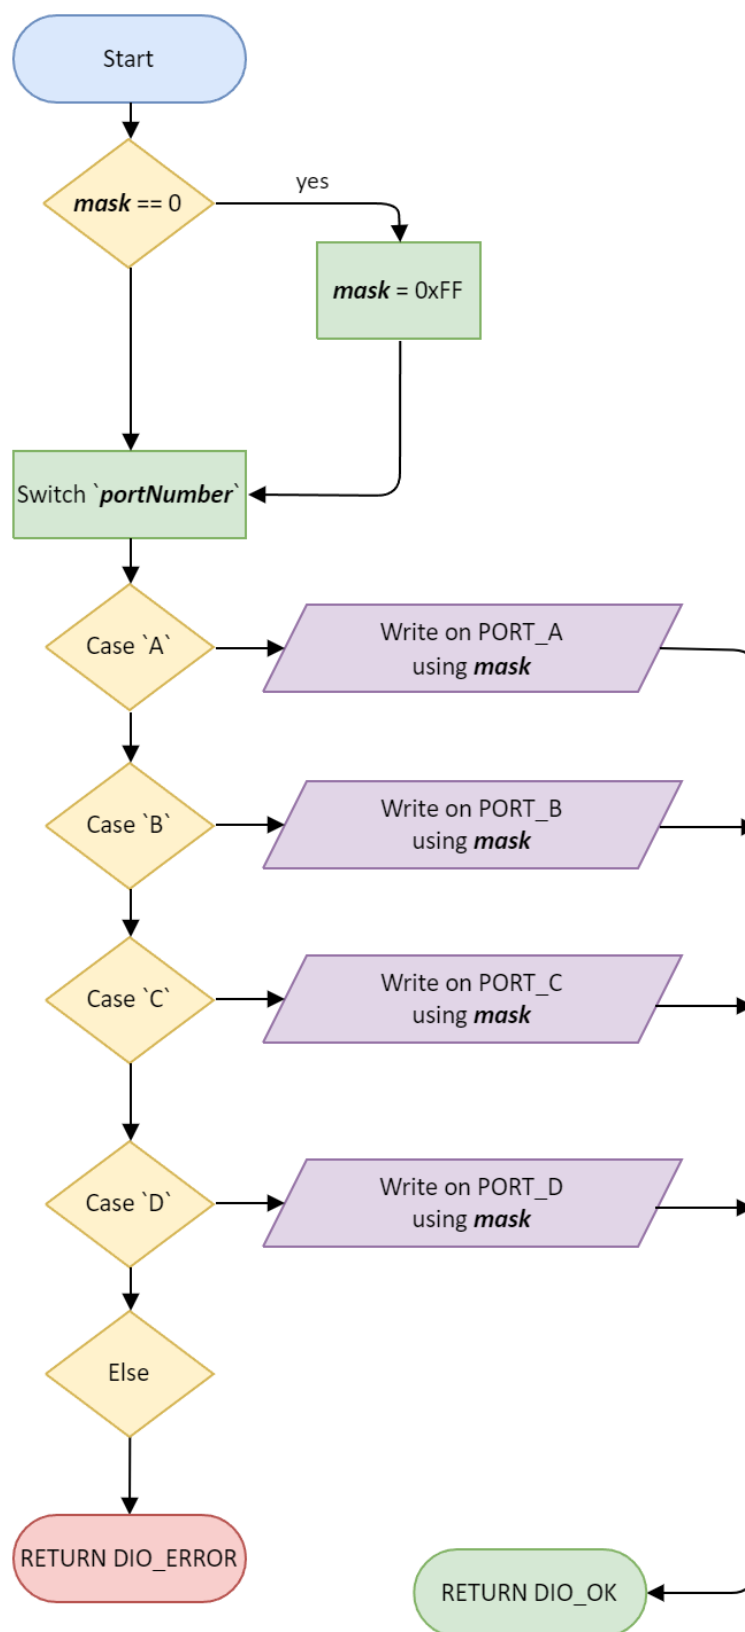 Start
mask == 0
yes
mask = 0xFF
Switch `portNumber`
Case `A`
Write on PORT_A
using mask
Case `B`
Write on PORT_B
using mask
Case `C`
Write on PORT_C
using mask
Case `D`
Write on PORT_D
using mask
Else
RETURN DIO_ERROR
RETURN DIO_OK